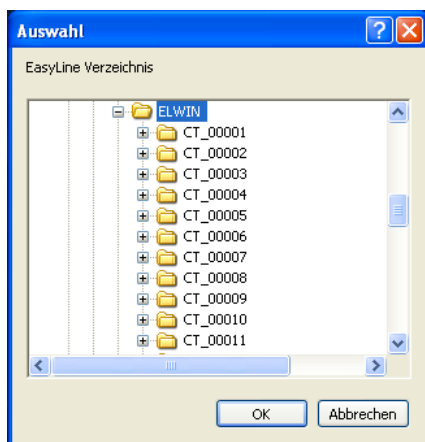 Auswahl
EasyLine Verzeichnis
ELWIN
CT_00001
CT_00002
CT_00003
CT_00004
CT_00005
CT_00006
CT_00007
CT_00008
CT_00009
CT_00010
CT_00011
OK Abbrechen